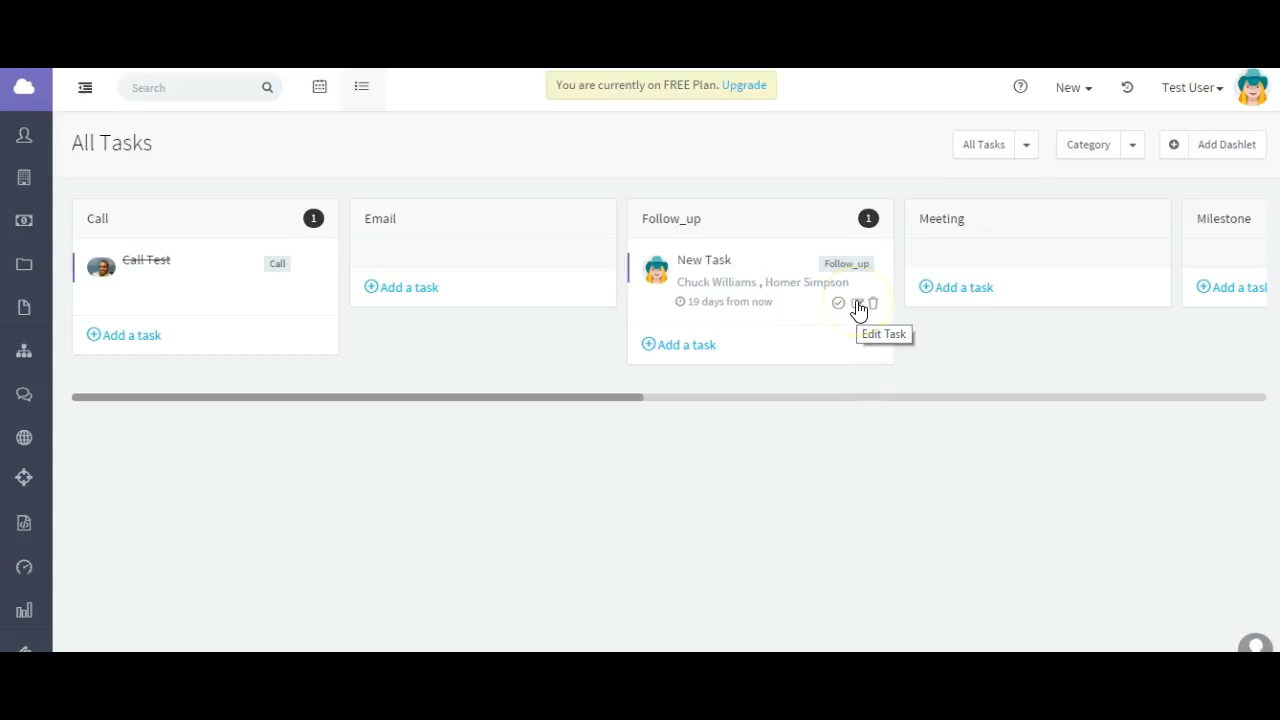 Search
You are currently on FREE Plan. Upgrade
New
Test User
All Tasks
All Tasks
Category
Add Dashlet
Call
1
Call Test
Call
Add a task
Email
Add a task
Follow_up
1
New Task
Follow_up
Chuck Williams , Homer Simpson
19 days from now
Edit Task
Add a task
Meeting
Add a task
Milestone
Add a task